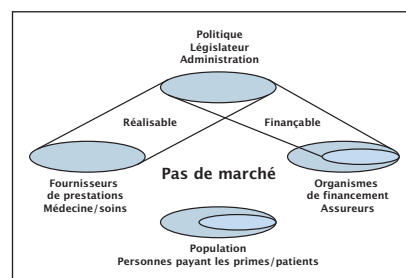 Politique
Législateur
Administration
Réalisable
Finançable
Pas de marché
Fournisseurs
de prestations
Médecine/soins
Organismes
de financement
Assureurs
Population
Personnes payant les primes/patients